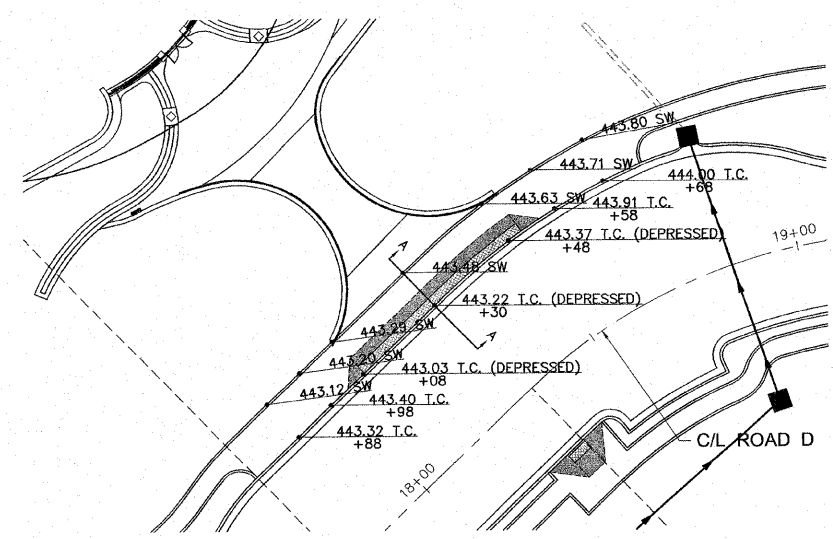 443.80 SW
443.71 SW
444.00 T.C.
+68
443.63 SW
443.91 T.C.
+58
443.37 T.C. (DEPRESSED)
+48
19+00
A
443.46 SW
443.22 T.C. (DEPRESSED)
+30
443.29 SW
A
443.20 SW
443.03 T.C. (DEPRESSED)
+08
443.12 SW
443.40 T.C.
+98
443.32 T.C.
+88
C/L ROAD D
18+00